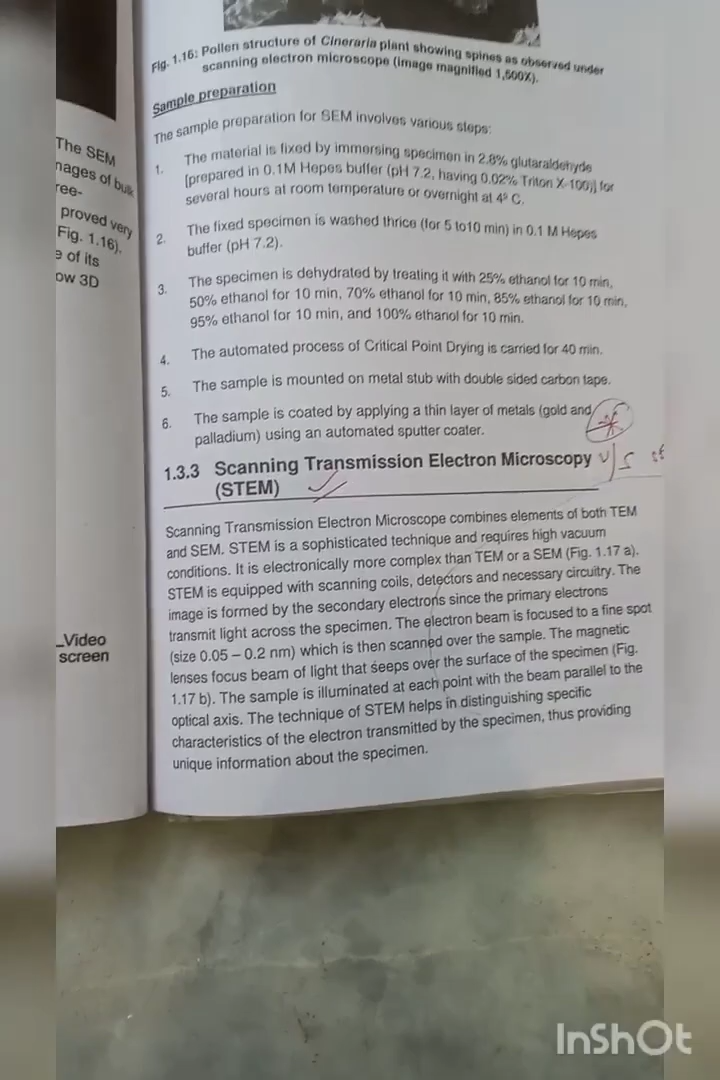 Fig. 1.16: Pollen structure of Cineraria plant showing spines as observed under
scanning electron microscope (image magnified 1,500X).
Sample preparation
The sample preparation for SEM involves various steps:
1. The material is fixed by immersing specimen in 2.8% glutaraldehyde
[prepared in 0.1M Hepes buffer (pH 7.2, having 0.02% Triton X-100)] for
several hours at room temperature or overnight at 4⁰ C.
2. The fixed specimen is washed thrice (for 5 to10 min) in 0.1 M Hepes
buffer (pH 7.2).
3. The specimen is dehydrated by treating it with 25% ethanol for 10 min,
50% ethanol for 10 min, 70% ethanol for 10 min, 85% ethanol for 10 min,
95% ethanol for 10 min, and 100% ethanol for 10 min.
4. The automated process of Critical Point Drying is carried for 40 min.
5. The sample is mounted on metal stub with double sided carbon tape.
6. The sample is coated by applying a thin layer of metals (gold and
palladium) using an automated sputter coater.
1.3.3 Scanning Transmission Electron Microscopy
(STEM)
Scanning Transmission Electron Microscope combines elements of both TEM
and SEM. STEM is a sophisticated technique and requires high vacuum
conditions. It is electronically more complex than TEM or a SEM (Fig. 1.17 a).
STEM is equipped with scanning coils, detectors and necessary circuitry. The
image is formed by the secondary electrons since the primary electrons
transmit light across the specimen. The electron beam is focused to a fine spot
(size 0.05 – 0.2 nm) which is then scanned over the sample. The magnetic
lenses focus beam of light that seeps over the surface of the specimen (Fig.
1.17 b). The sample is illuminated at each point with the beam parallel to the
optical axis. The technique of STEM helps in distinguishing specific
characteristics of the electron transmitted by the specimen, thus providing
unique information about the specimen.
The SEM
nages of bulk
ree-
proved very
Fig. 1.16).
e of its
ow 3D
Video
screen
InShOt